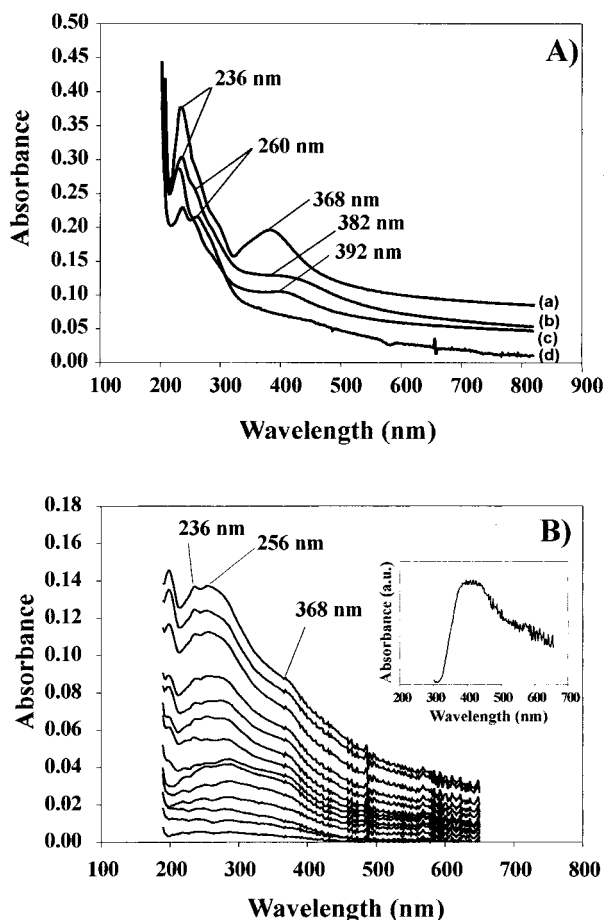 A)
0.50
0.45
0.40
0.35
0.30
0.25
0.20
0.15
0.10
0.05
0.00
Absorbance
236 nm
260 nm
368 nm
382 nm
392 nm
(a)
(b)
(c)
(d)
100 200 300 400 500 600 700 800 900
Wavelength (nm)
B)
0.18
0.16
0.14
0.12
0.10
0.08
0.06
0.04
0.02
0.00
Absorbance
236 nm
256 nm
368 nm
Absorbance (a.u.)
200 300 400 500 600 700
Wavelength (nm)
100 200 300 400 500 600 700 800
Wavelength (nm)